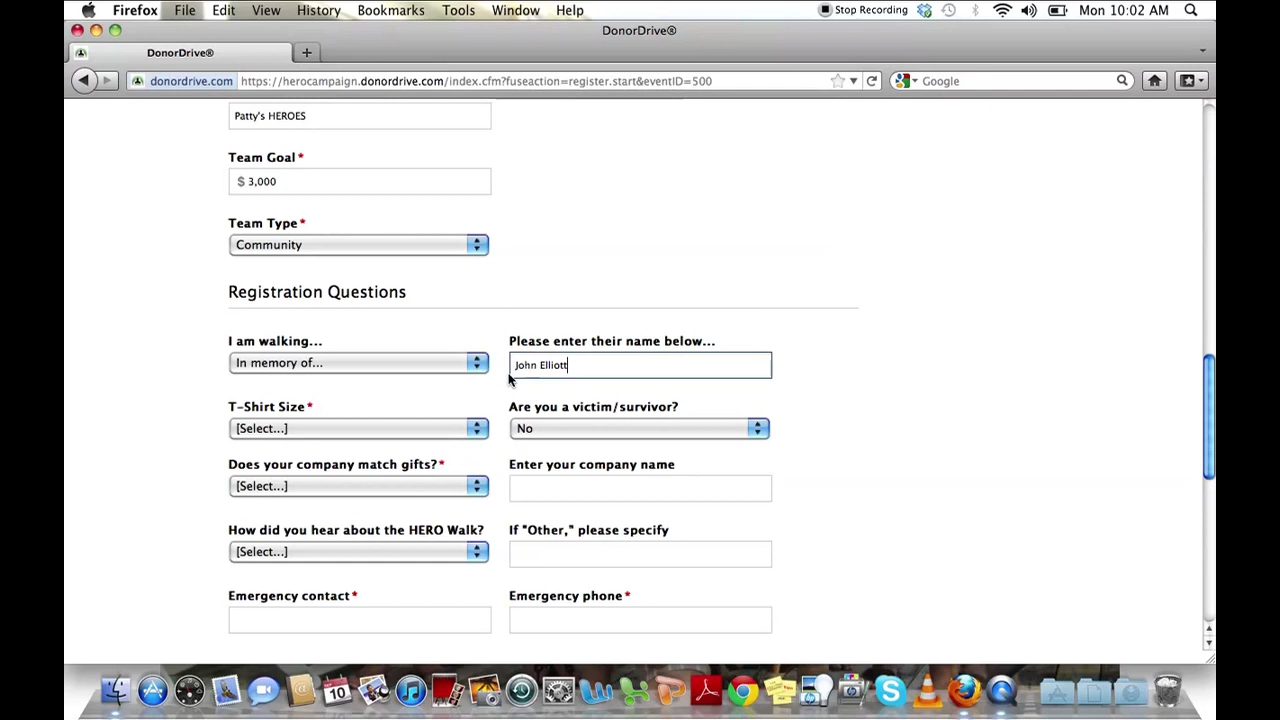 Firefox File Edit View History Bookmarks Tools Window Help Stop Recording Mon 10:02 AM
DonorDrive®
DonorDrive®
donordrive.com https://herocampaign.donordrive.com/index.cfm?fuseaction=register.start&eventID=500 Google
Patty's HEROES
Team Goal*
$ 3,000
Team Type*
Community
Registration Questions
I am walking... Please enter their name below...
In memory of... John Elliott
T-Shirt Size* Are you a victim/survivor?
[Select...] No
Does your company match gifts?* Enter your company name
[Select...]
How did you hear about the HERO Walk? If "Other," please specify
[Select...]
Emergency contact* Emergency phone*
10